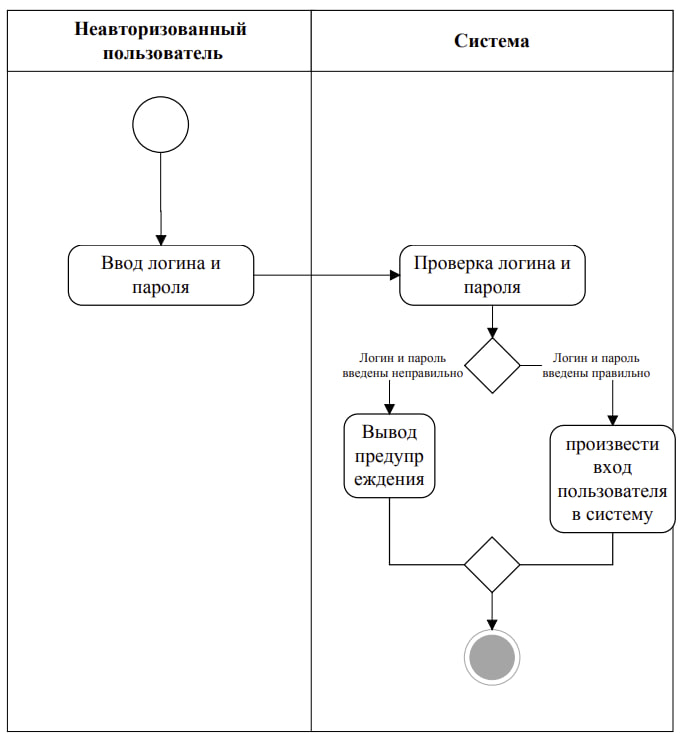 Неавторизованный
пользователь
Система
Ввод логина и
пароля
Проверка логина и
пароля
Логин и пароль
введены неправильно
Логин и пароль
введены правильно
Вывод
предупр
еждения
произвести
вход
пользователя
в систему